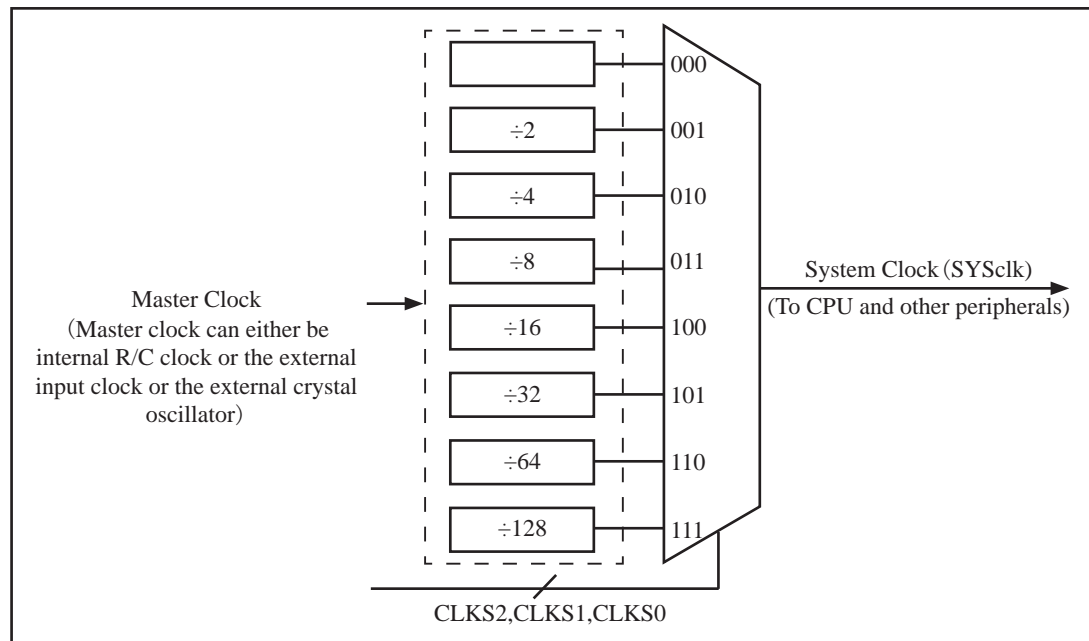 000
÷2
001
÷4
010
÷8
011
÷16
100
÷32
101
÷64
110
÷128
111
Master Clock
（Master clock can either be
internal R/C clock or the external
input clock or the external crystal
oscillator）
System Clock（SYSclk）
(To CPU and other peripherals)
CLKS2,CLKS1,CLKS0